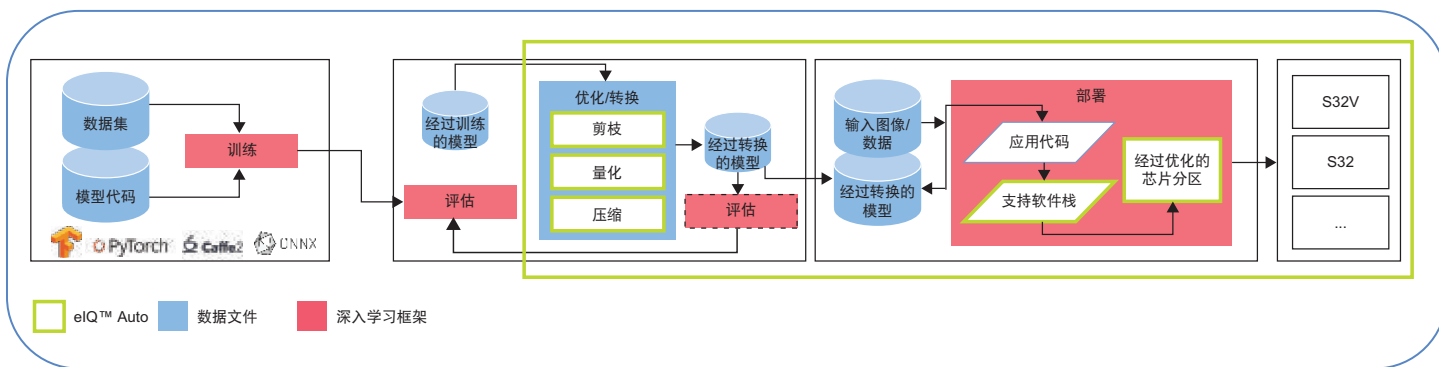 数据集
模型代码
训练
PyTorch
Caffe2
ONNX
经过训练
的模型
评估
优化/转换
剪枝
量化
压缩
经过转换
的模型
评估
输入图像/
数据
经过转换的
模型
部署
应用代码
支持软件栈
经过优化的
芯片分区
S32V
S32
...
eIQ™ Auto
数据文件
深入学习框架